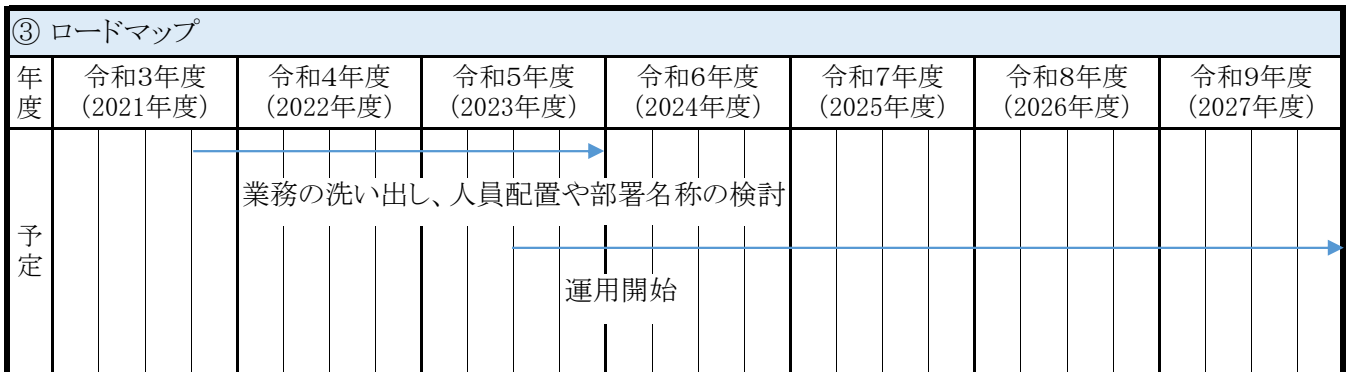 ③ ロードマップ
年度
令和3年度
(2021年度)
令和4年度
(2022年度)
令和5年度
(2023年度)
令和6年度
(2024年度)
令和7年度
(2025年度)
令和8年度
(2026年度)
令和9年度
(2027年度)
予定
業務の洗い出し、人員配置や部署名称の検討
運用開始